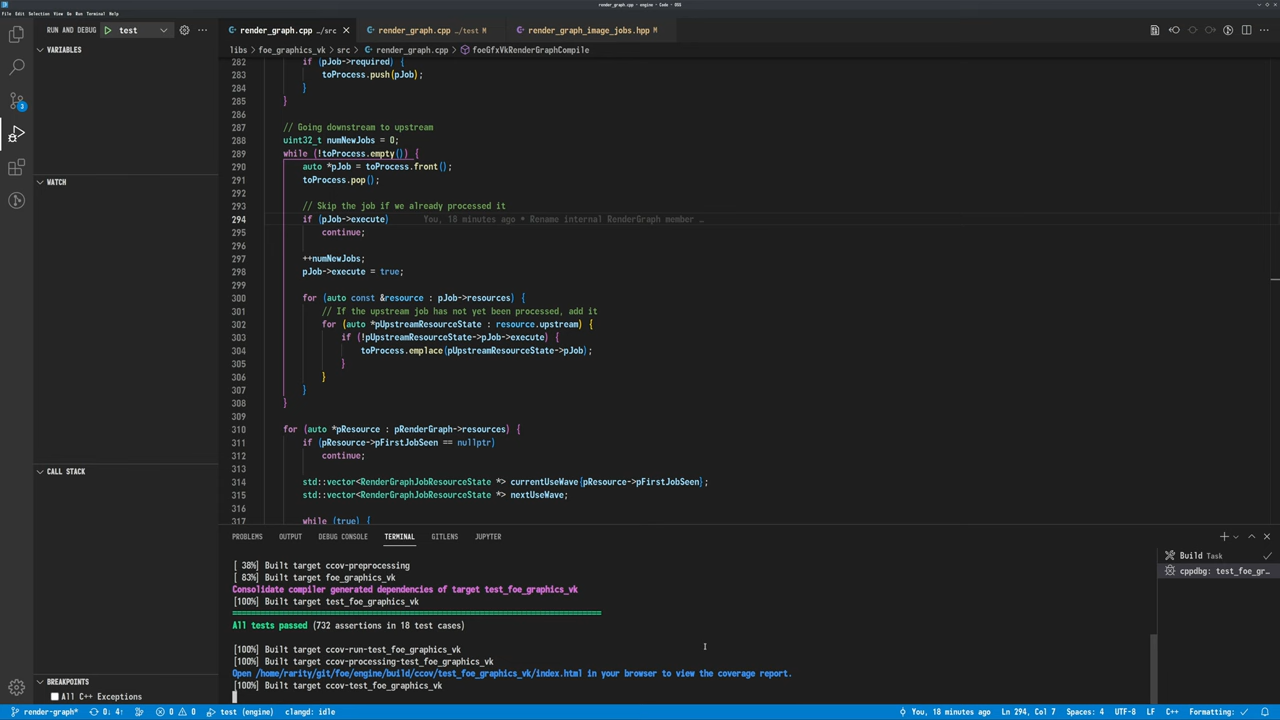 render_graph.cpp - engine - Code - OSS
File Edit Selection View Go Run Terminal Help
RUN AND DEBUG test
render_graph.cpp ../src
render_graph.cpp ../test M
render_graph_image_jobs.hpp M
libs > foe_graphics_vk > src > render_graph.cpp > foeGfxVkRenderGraphCompile
VARIABLES
WATCH
CALL STACK
BREAKPOINTS
All C++ Exceptions
3
282 if (pJob->required) {
283 toProcess.push(pJob);
284 }
285 }
286
287 // Going downstream to upstream
288 uint32_t numNewJobs = 0;
289 while (!toProcess.empty()) {
290 auto *pJob = toProcess.front();
291 toProcess.pop();
292
293 // Skip the job if we already processed it
294 if (pJob->execute) You, 18 minutes ago • Rename internal RenderGraph member …
295 continue;
296
297 ++numNewJobs;
298 pJob->execute = true;
299
300 for (auto const &resource : pJob->resources) {
301 // If the upstream job has not yet been processed, add it
302 for (auto *pUpstreamResourceState : resource.upstream) {
303 if (!pUpstreamResourceState->pJob->execute) {
304 toProcess.emplace(pUpstreamResourceState->pJob);
305 }
306 }
307 }
308 }
309
310 for (auto *pResource : pRenderGraph->resources) {
311 if (pResource->pFirstJobSeen == nullptr)
312 continue;
313
314 std::vector<RenderGraphJobResourceState *> currentUseWave{pResource->pFirstJobSeen};
315 std::vector<RenderGraphJobResourceState *> nextUseWave;
316
317 while (true) {
PROBLEMS OUTPUT DEBUG CONSOLE TERMINAL GITLENS JUPYTER
[ 38%] Built target ccov-preprocessing
[ 83%] Built target foe_graphics_vk
Consolidate compiler generated dependencies of target test_foe_graphics_vk
[100%] Built target test_foe_graphics_vk
===============================================================================
All tests passed (732 assertions in 18 test cases)
[100%] Built target ccov-run-test_foe_graphics_vk
[100%] Built target ccov-processing-test_foe_graphics_vk
Open /home/rarity/git/foe/engine/build/ccov/test_foe_graphics_vk/index.html in your browser to view the coverage report.
[100%] Built target ccov-test_foe_graphics_vk
Build Task
cppdbg: test_foe_gr…
render-graph* 0↓ 4↑ 0 0 test (engine) clangd: idle You, 18 minutes ago Ln 294, Col 7 Spaces: 4 UTF-8 LF C++ Formatting: ✓